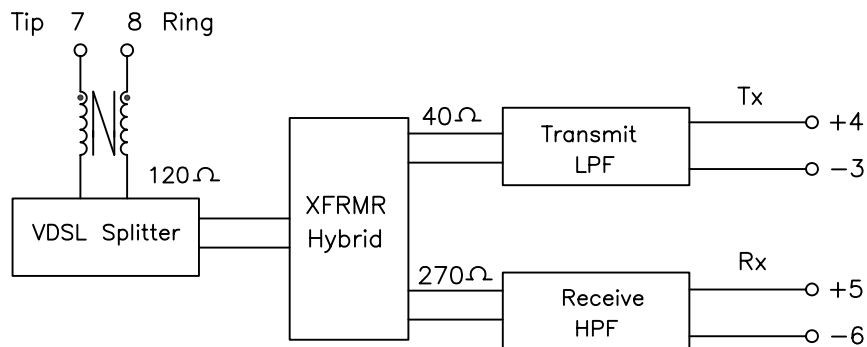 Tip 7 8 Ring
120Ω
VDSL Splitter
XFRMR
Hybrid
40Ω
Transmit
LPF
Tx
+4
-3
270Ω
Receive
HPF
Rx
+5
-6